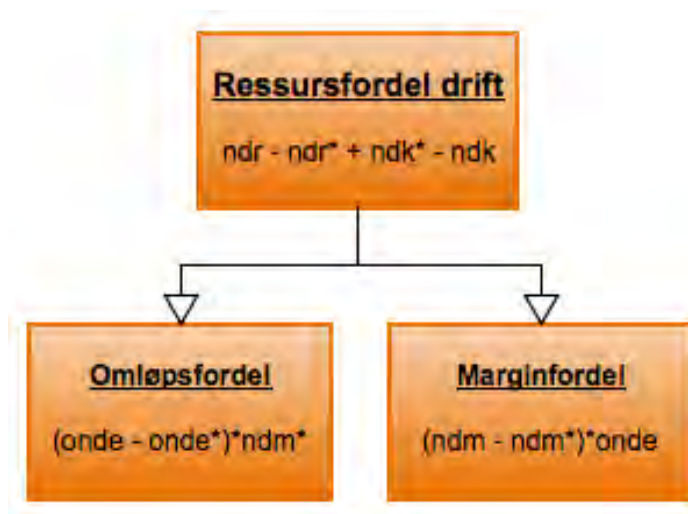 Ressursfordel drift
ndr - ndr* + ndk* - ndk
Omløpsfordel
(onde - onde*)*ndm*
Marginfordel
(ndm - ndm*)*onde